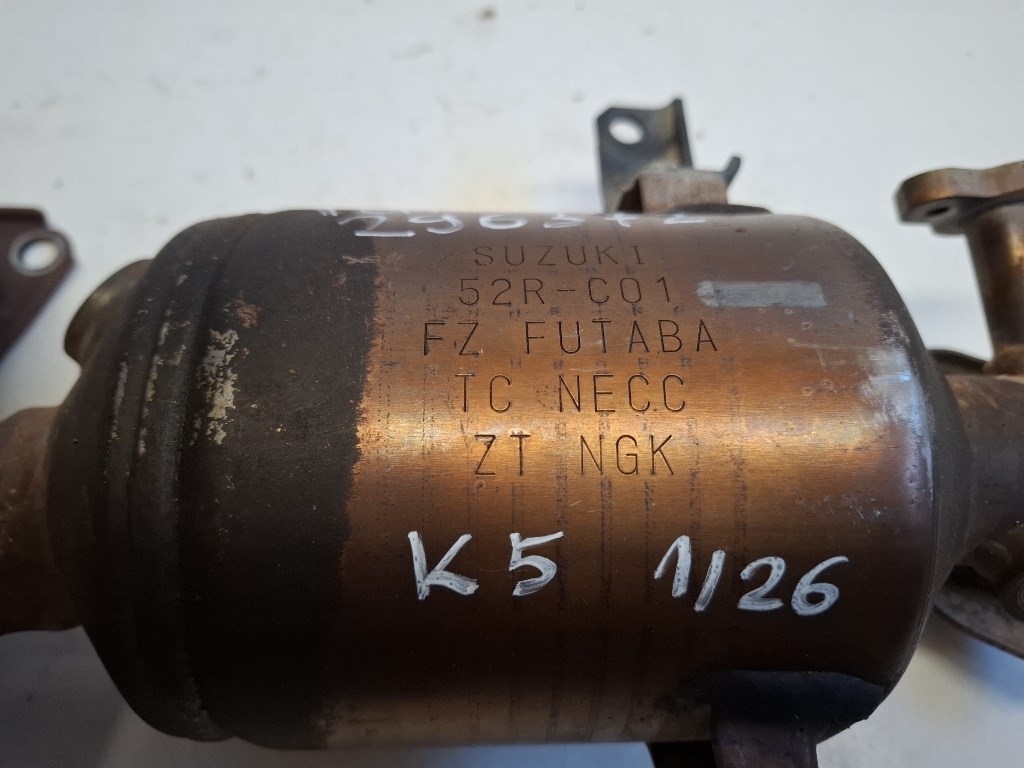 SUZUKI
52R-C01
FZ FUTABA
TC NECC
ZT NGK
K5 1/26